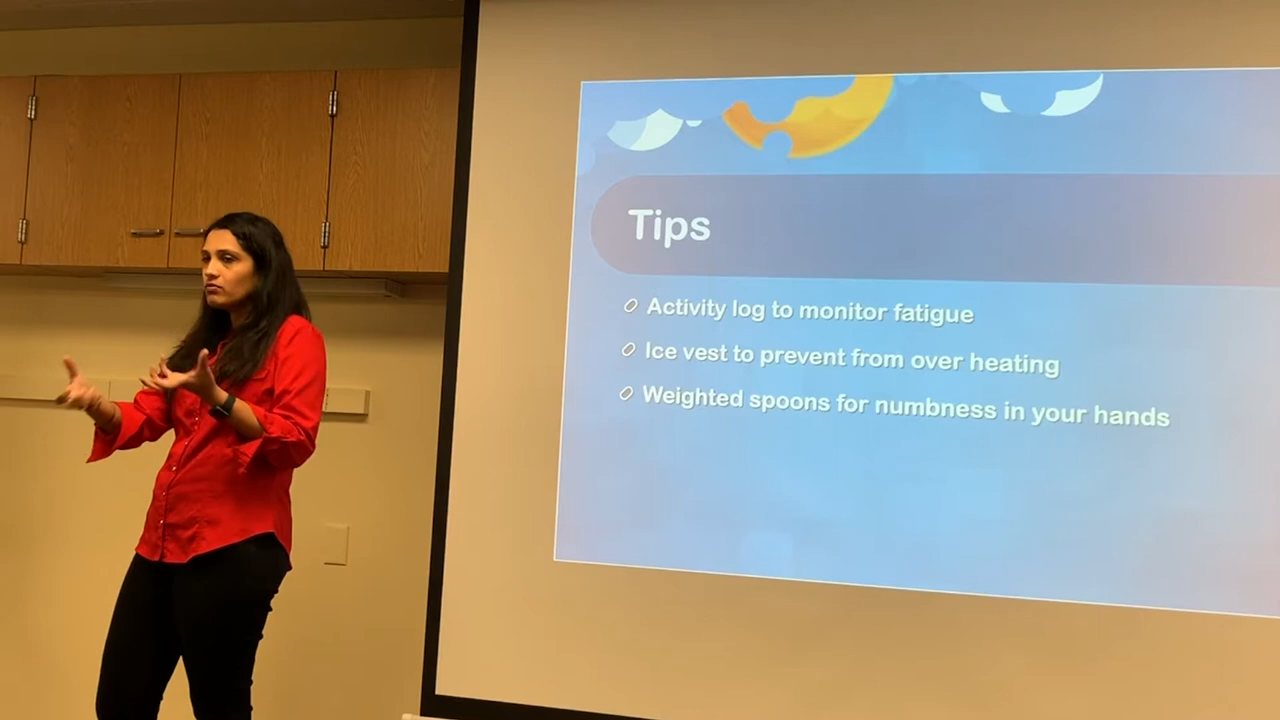 Tips
Activity log to monitor fatigue
Ice vest to prevent from over heating
Weighted spoons for numbness in your hands